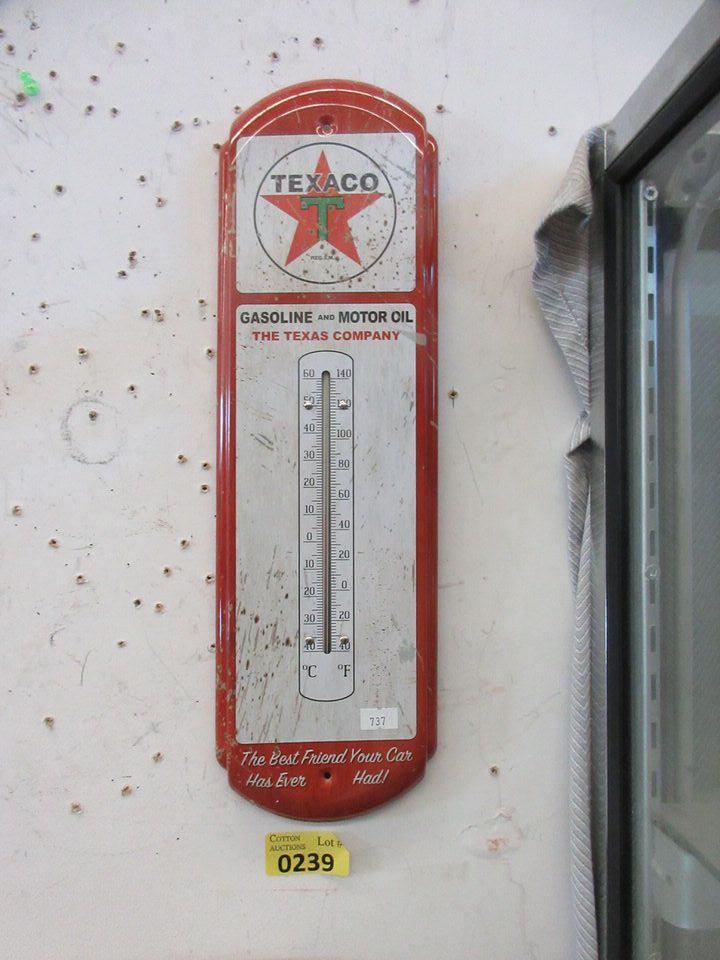 TEXACO
T
REG. T.M.
GASOLINE AND MOTOR OIL
THE TEXAS COMPANY
60 140
50 120
40 100
30 80
20 60
10 40
0 20
10 0
20 20
30 40
40
°C °F
737
The Best Friend Your Car
Has Ever Had!
COTTON AUCTIONS Lot #
0239